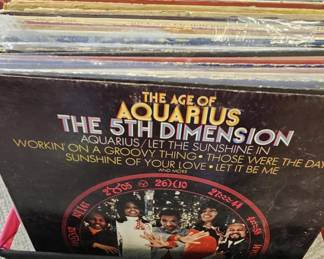 THE AGE OF
AQUARIUS
THE 5TH DIMENSION
AQUARIUS/LET THE SUNSHINE IN
WORKIN' ON A GROOVY THING • THOSE WERE THE DAY
SUNSHINE OF YOUR LOVE • LET IT BE ME
AND MORE